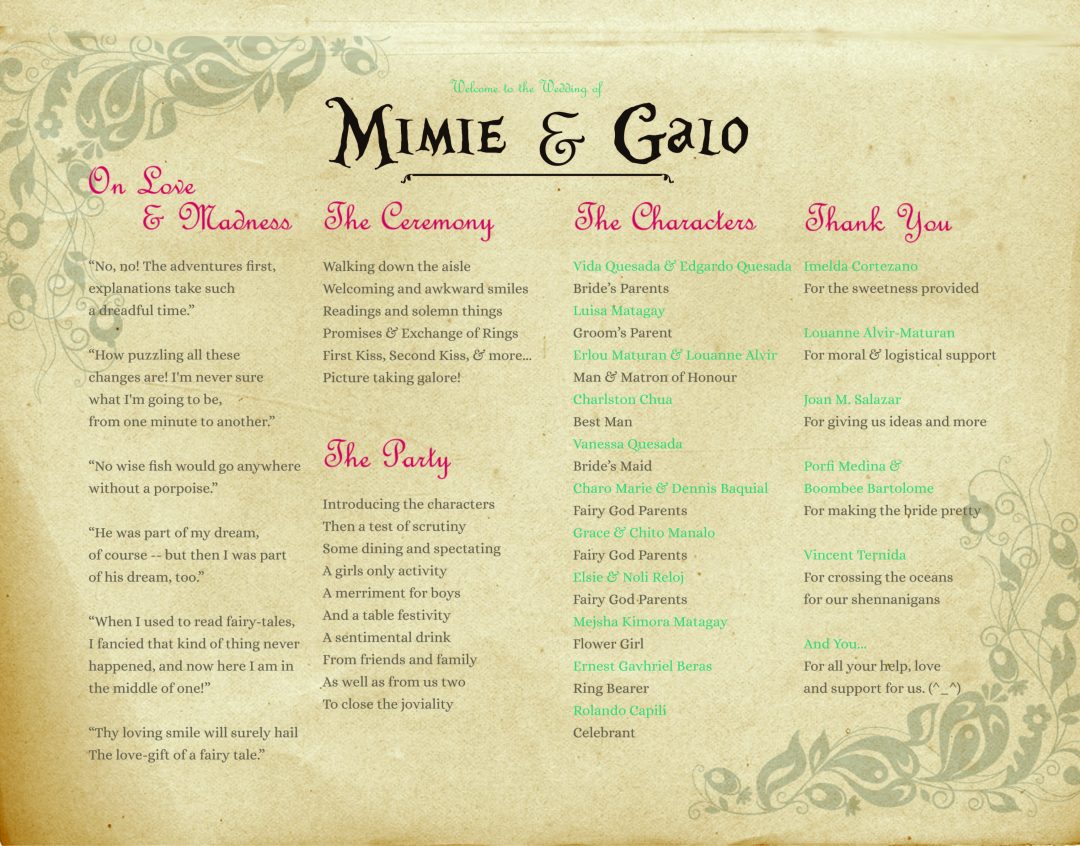 Welcome to the Wedding of
Mimie & Galo
On Love
& Madness
“No, no! The adventures first,
explanations take such
a dreadful time.”
“How puzzling all these
changes are! I'm never sure
what I'm going to be,
from one minute to another.”
“No wise fish would go anywhere
without a porpoise.”
“He was part of my dream,
of course -- but then I was part
of his dream, too.”
“When I used to read fairy-tales,
I fancied that kind of thing never
happened, and now here I am in
the middle of one!”
“Thy loving smile will surely hail
The love-gift of a fairy tale.”
The Ceremony
Walking down the aisle
Welcoming and awkward smiles
Readings and solemn things
Promises & Exchange of Rings
First Kiss, Second Kiss, & more...
Picture taking galore!
The Party
Introducing the characters
Then a test of scrutiny
Some dining and spectating
A girls only activity
A merriment for boys
And a table festivity
A sentimental drink
From friends and family
As well as from us two
To close the joviality
The Characters
Vida Quesada & Edgardo Quesada
Bride’s Parents
Luisa Matagay
Groom’s Parent
Erlou Maturan & Louanne Alvir
Man & Matron of Honour
Charlston Chua
Best Man
Vanessa Quesada
Bride’s Maid
Charo Marie & Dennis Baquial
Fairy God Parents
Grace & Chito Manalo
Fairy God Parents
Elsie & Noli Reloj
Fairy God Parents
Mejsha Kimora Matagay
Flower Girl
Ernest Gavhriel Beras
Ring Bearer
Rolando Capili
Celebrant
Thank You
Imelda Cortezano
For the sweetness provided
Louanne Alvir-Maturan
For moral & logistical support
Joan M. Salazar
For giving us ideas and more
Porfi Medina &
Boombee Bartolome
For making the bride pretty
Vincent Ternida
For crossing the oceans
for our shennanigans
And You...
For all your help, love
and support for us. (^_^)